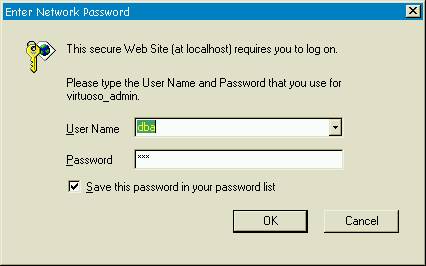 Enter Network Password
This secure Web Site (at localhost) requires you to log on.
Please type the User Name and Password that you use for
virtuoso_admin.
User Name
dba
Password
***
Save this password in your password list
OK
Cancel